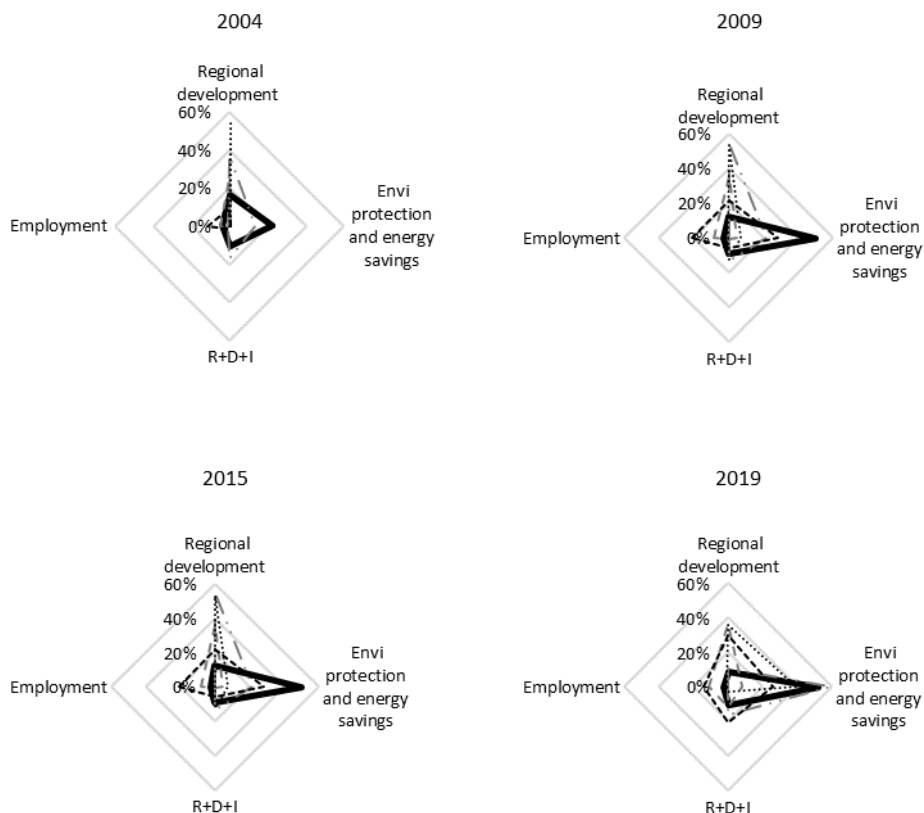 2004
Regional
development
60%
40%
20%
0%
Employment
Envi
protection
and energy
savings
R+D+I
2009
Regional
development
60%
40%
20%
0%
Employment
Envi
protection
and energy
savings
R+D+I
2015
Regional
development
60%
40%
20%
0%
Employment
Envi
protection
and energy
savings
R+D+I
2019
Regional
development
60%
40%
20%
0%
Employment
Envi
protection
and energy
savings
R+D+I